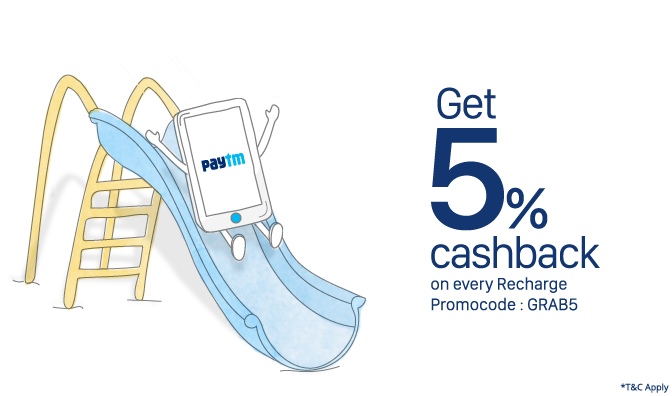 paytm
Get
5%
cashback
on every Recharge
Promocode : GRAB5
*T&C Apply